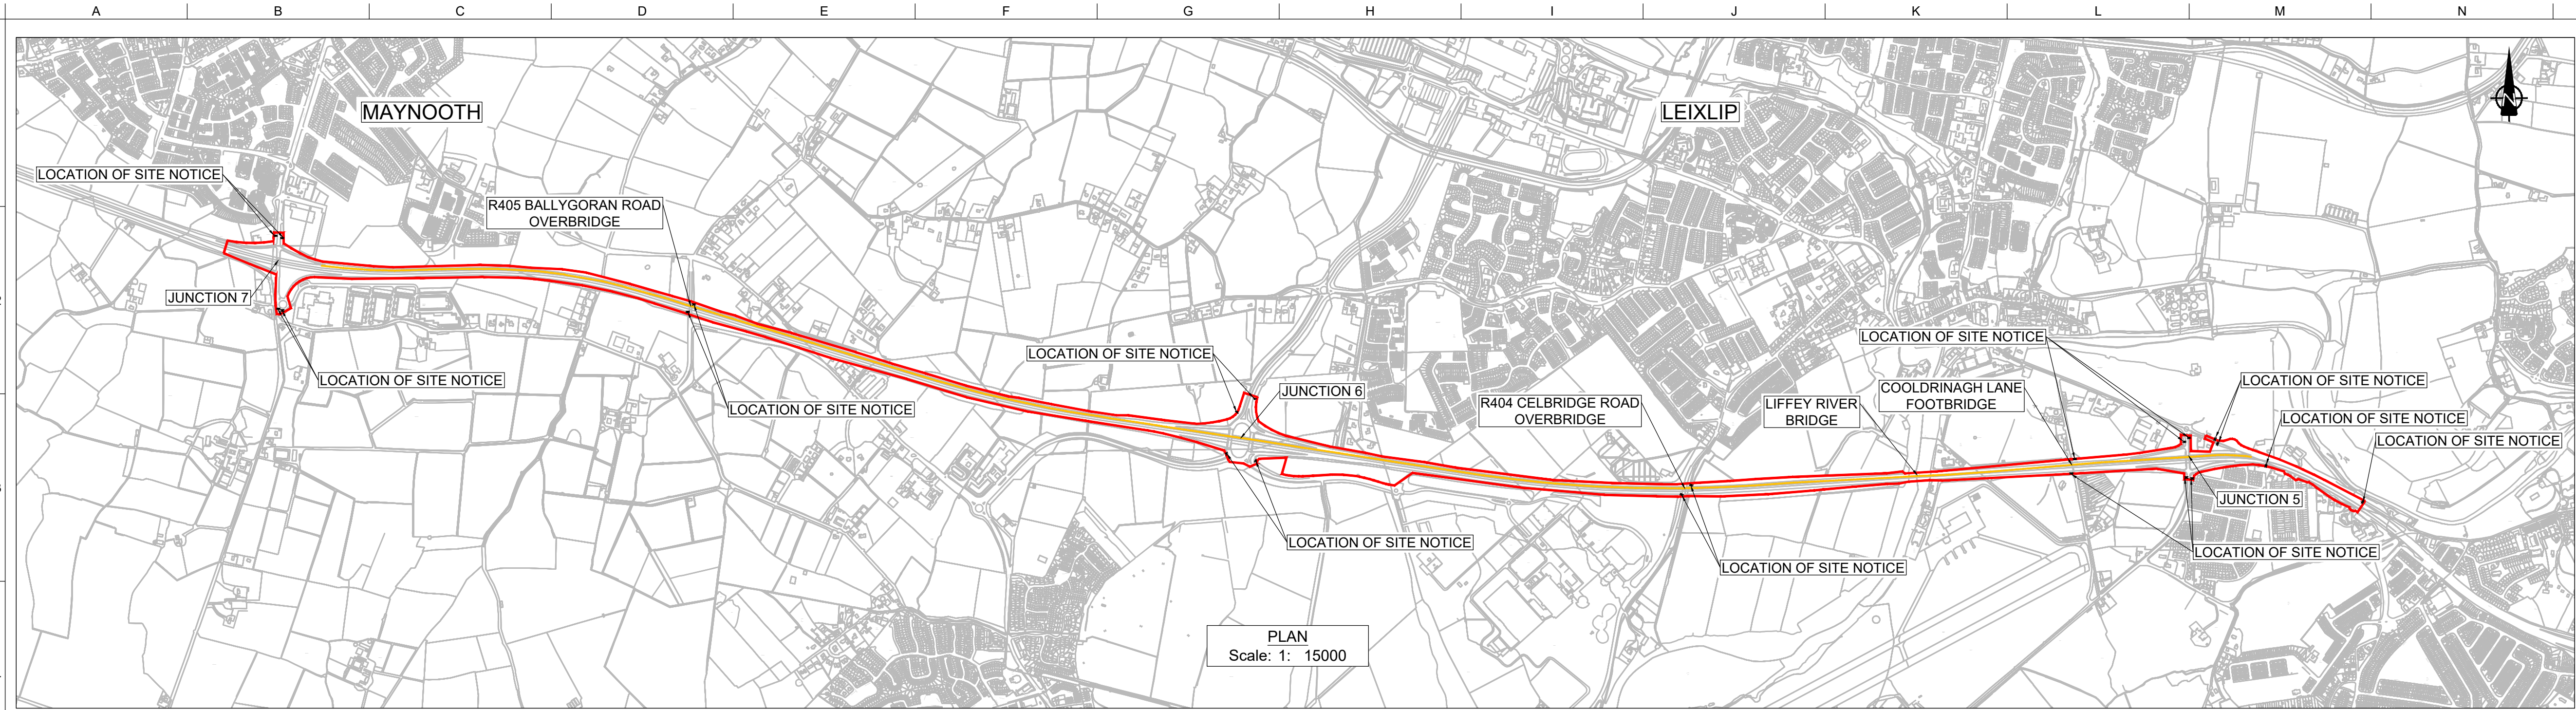 A B C D E F G H I J K L M N
MAYNOOTH
LEIXLIP
N
LOCATION OF SITE NOTICE
R405 BALLYGORAN ROAD
OVERBRIDGE
JUNCTION 7
LOCATION OF SITE NOTICE
LOCATION OF SITE NOTICE
LOCATION OF SITE NOTICE
JUNCTION 6
R404 CELBRIDGE ROAD
OVERBRIDGE
LIFFEY RIVER
BRIDGE
LOCATION OF SITE NOTICE
COOLDRINAGH LANE
FOOTBRIDGE
LOCATION OF SITE NOTICE
LOCATION OF SITE NOTICE
LOCATION OF SITE NOTICE
JUNCTION 5
LOCATION OF SITE NOTICE
LOCATION OF SITE NOTICE
LOCATION OF SITE NOTICE
PLAN
Scale: 1: 15000